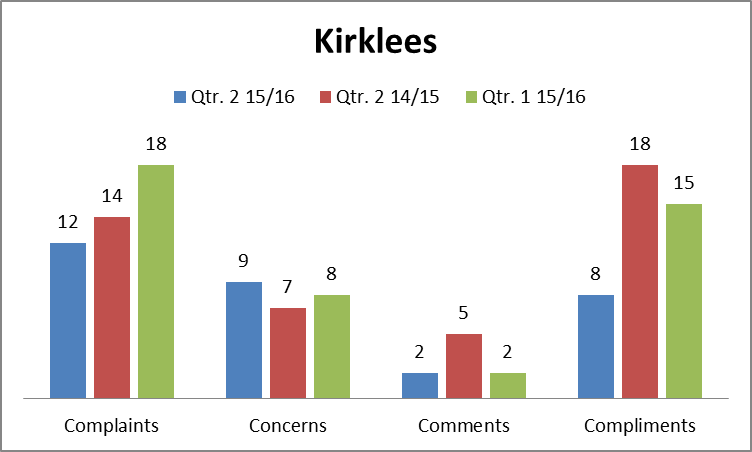 Kirklees
Qtr. 2 15/16 Qtr. 2 14/15 Qtr. 1 15/16
12 14 18
9 7 8
2 5 2
8 18 15
Complaints Concerns Comments Compliments